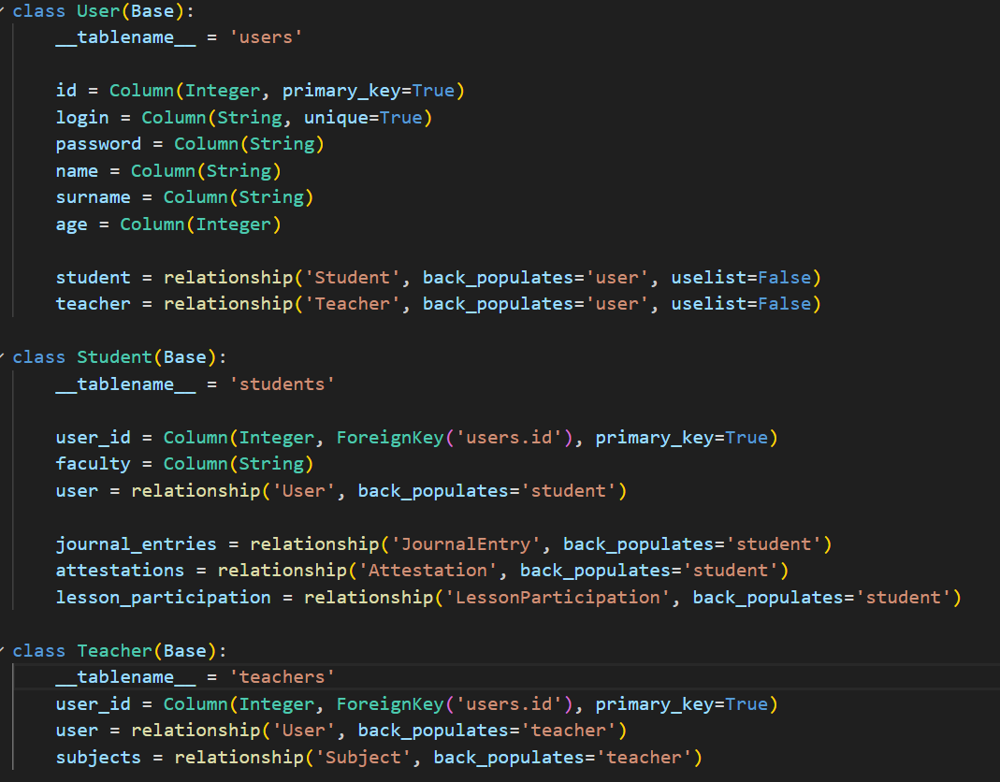 class User(Base):
    __tablename__ = 'users'
    id = Column(Integer, primary_key=True)
    login = Column(String, unique=True)
    password = Column(String)
    name = Column(String)
    surname = Column(String)
    age = Column(Integer)
    student = relationship('Student', back_populates='user', uselist=False)
    teacher = relationship('Teacher', back_populates='user', uselist=False)
class Student(Base):
    __tablename__ = 'students'
    user_id = Column(Integer, ForeignKey('users.id'), primary_key=True)
    faculty = Column(String)
    user = relationship('User', back_populates='student')
    journal_entries = relationship('JournalEntry', back_populates='student')
    attestations = relationship('Attestation', back_populates='student')
    lesson_participation = relationship('LessonParticipation', back_populates='student')
class Teacher(Base):
    __tablename__ = 'teachers'
    user_id = Column(Integer, ForeignKey('users.id'), primary_key=True)
    user = relationship('User', back_populates='teacher')
    subjects = relationship('Subject', back_populates='teacher')